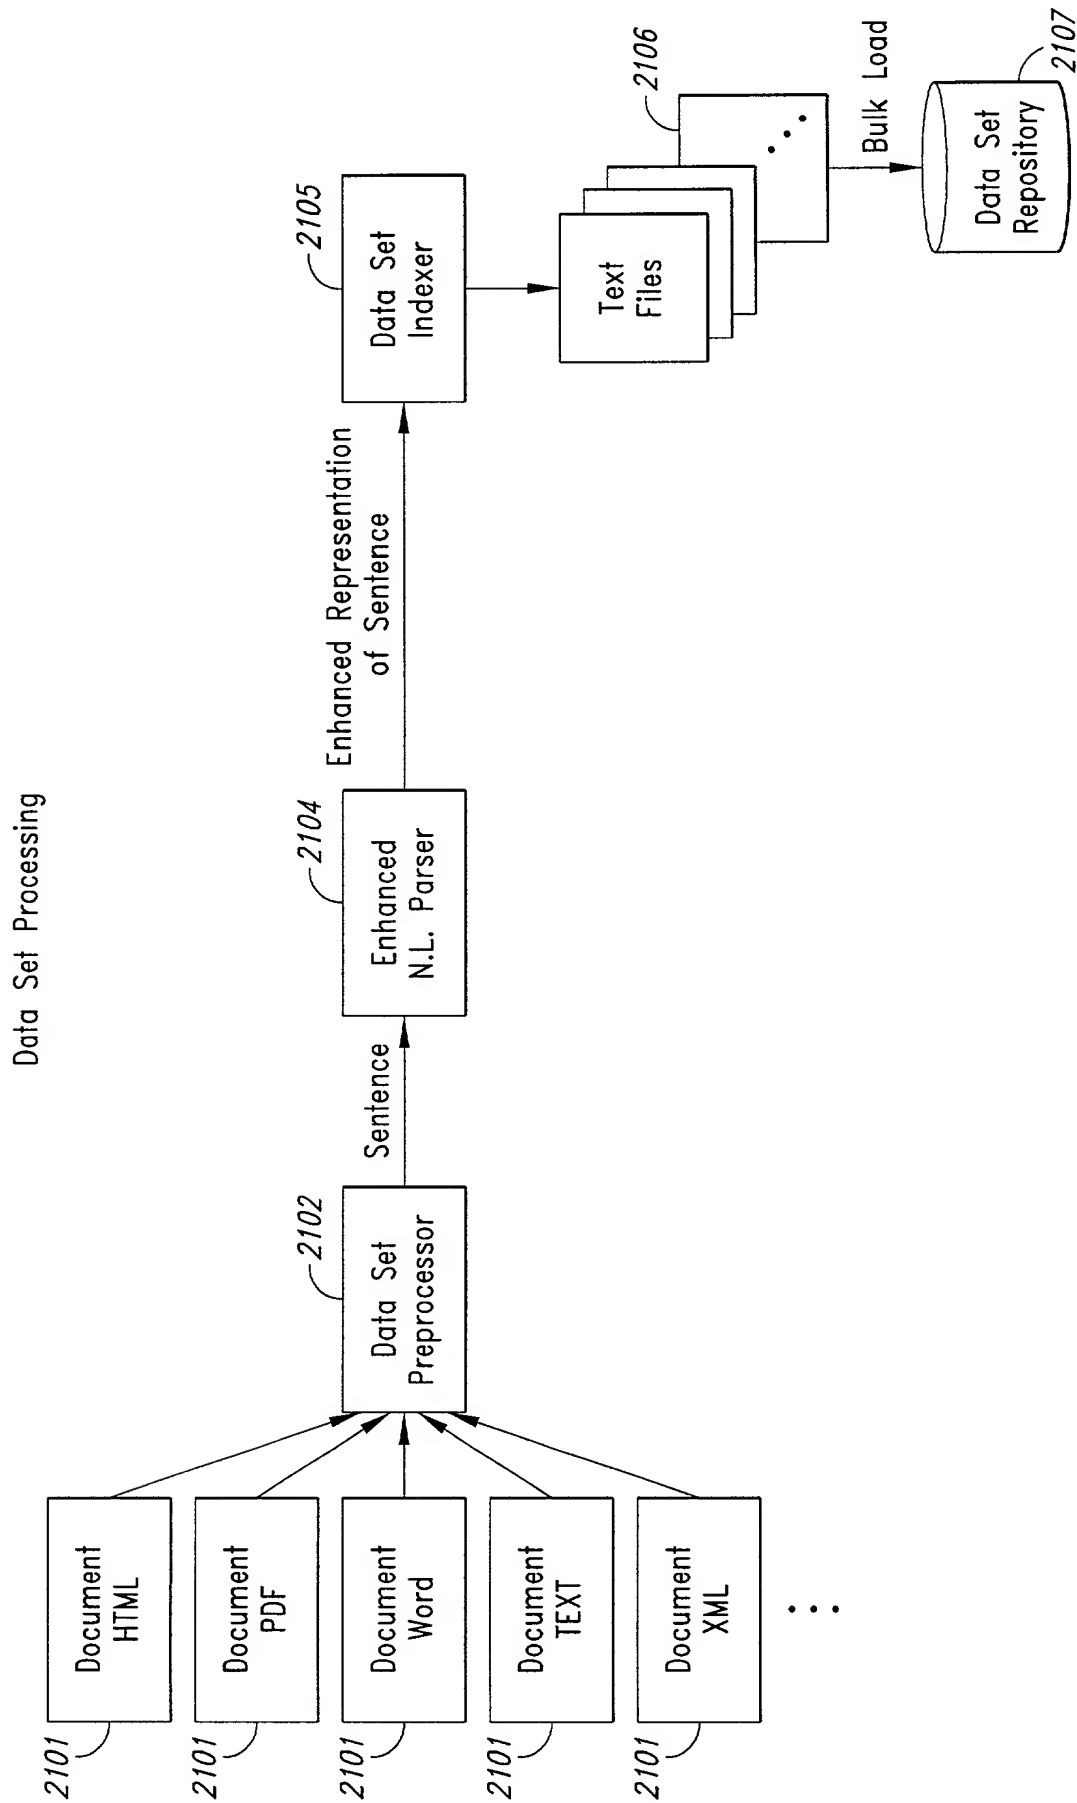 Data Set Processing
2101
Document
HTML
2101
Document
PDF
2101
Document
Word
2101
Document
TEXT
2101
Document
XML
2102
Data Set
Preprocessor
Sentence
2104
Enhanced
N.L. Parser
Enhanced Representation
of Sentence
2105
Data Set
Indexer
Text
Files
2106
Bulk Load
Data Set
Repository
2107